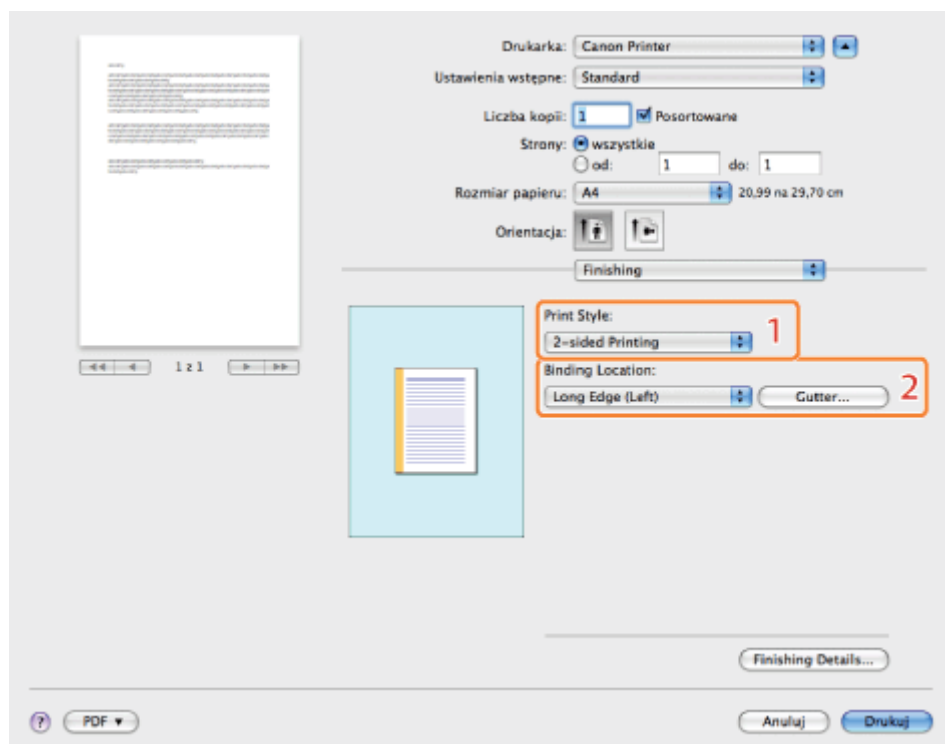 Drukarka: Canon Printer
Ustawienia wstępne: Standard
Liczba kopii: 1 Posortowane
Strony: wszystkie
od: 1 do: 1
Rozmiar papieru: A4 20,99 na 29,70 cm
Orientacja:
Finishing
Print Style:
2-sided Printing
1
Binding Location:
Long Edge (Left) Gutter...
2
1 z 1
Finishing Details...
? PDF Anuluj Drukuj